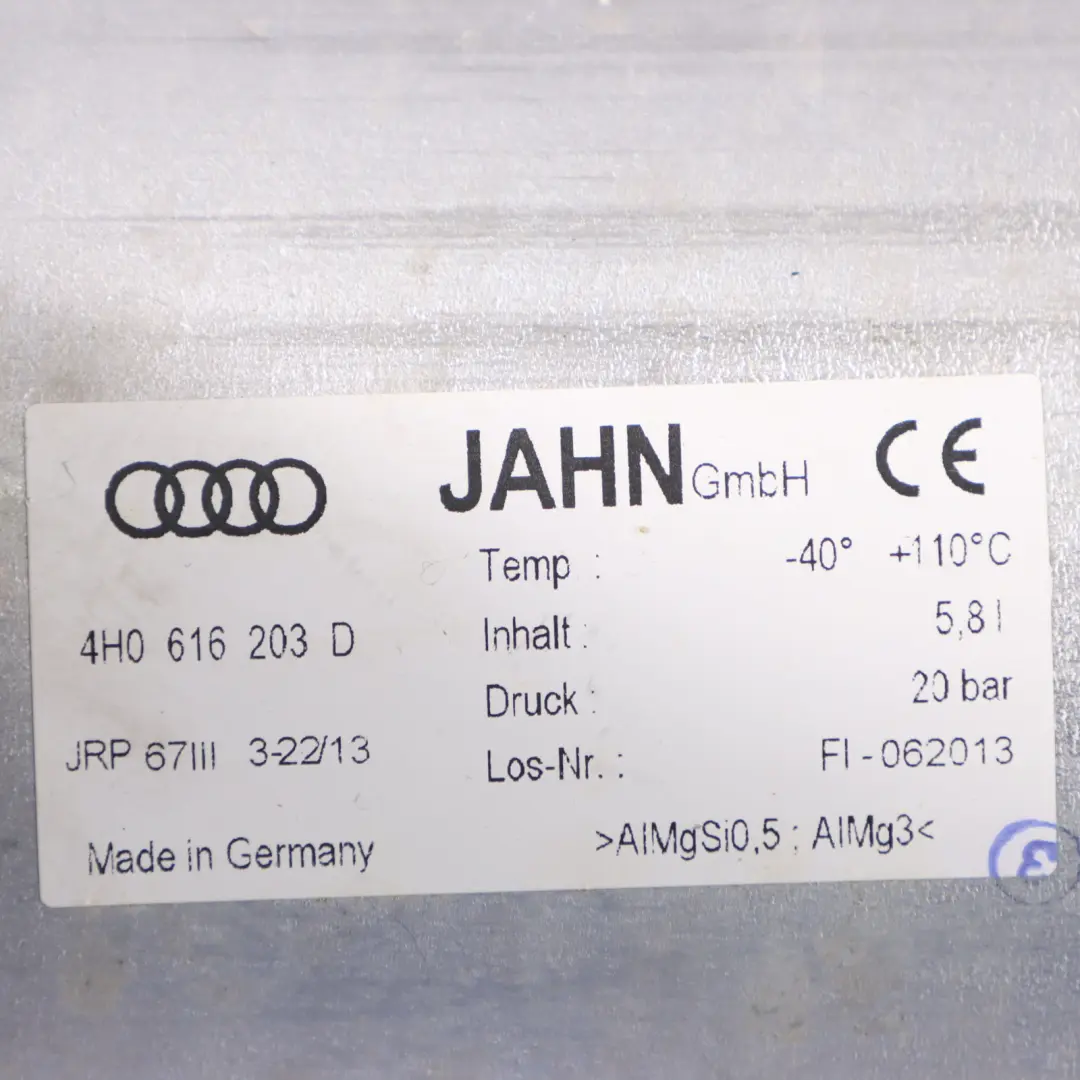 JAHN GmbH CE
Temp : -40° +110°C
4H0 616 203 D
Inhalt : 5,8 l
Druck : 20 bar
JRP 67III 3-22/13
Los-Nr. : FI-062013
Made in Germany
>AlMgSi0,5 ; AlMg3<
3